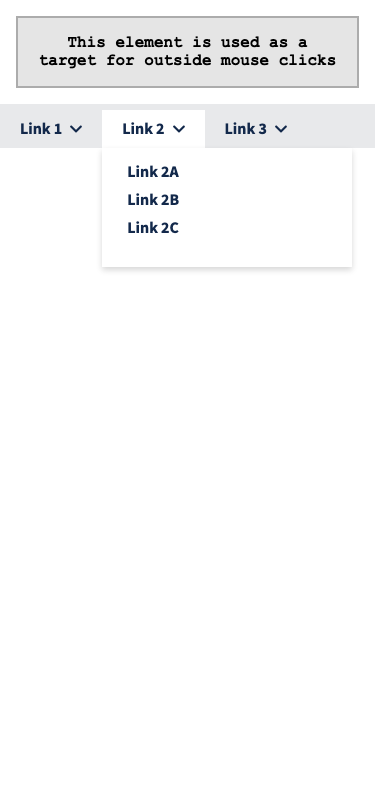 This element is used as a
target for outside mouse clicks
Link 1 Link 2 Link 3
Link 2A
Link 2B
Link 2C